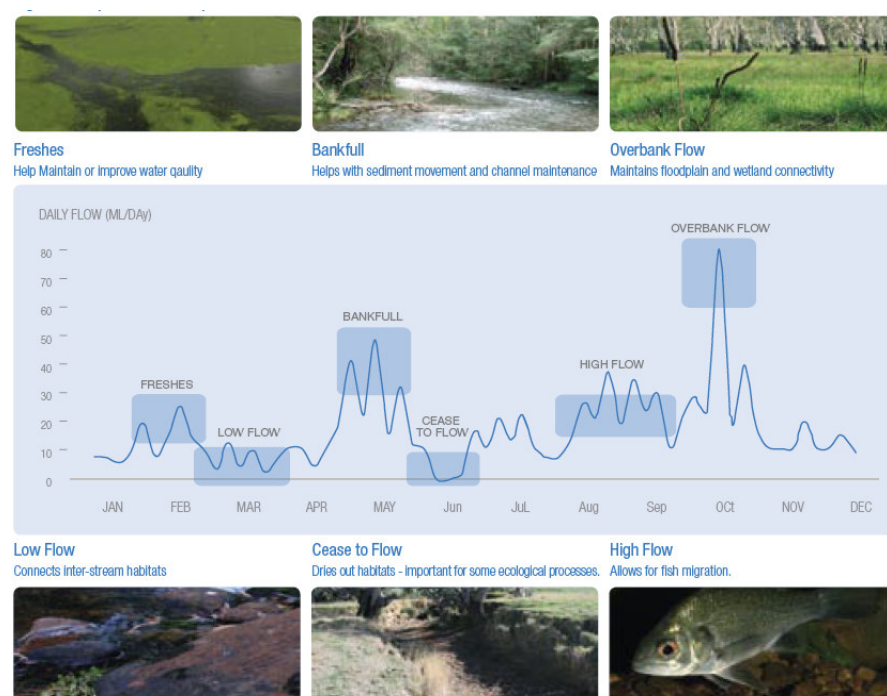 Freshes
Help Maintain or improve water qaulity
Bankfull
Helps with sediment movement and channel maintenance
Overbank Flow
Maintains floodplain and wetland connectivity
DAILY FLOW (ML/DAy)
80
70
60
50
40
30
20
10
0
FRESHES
LOW FLOW
BANKFULL
CEASE
TO FLOW
HIGH FLOW
OVERBANK FLOW
JAN FEB MAR APR MAY Jun JuL Aug Sep OCt NOV DEC
Low Flow
Connects inter-stream habitats
Cease to Flow
Dries out habitats - important for some ecological processes.
High Flow
Allows for fish migration.